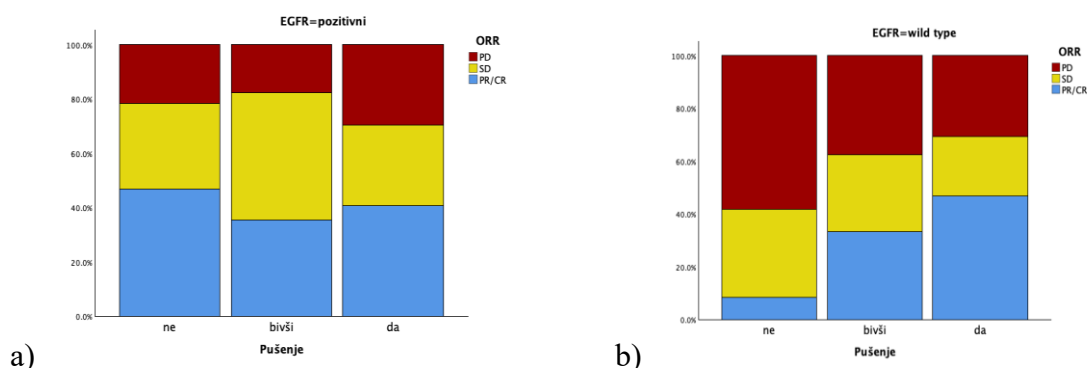 EGFR=pozitivni
100.0%
80.0%
60.0%
40.0%
20.0%
0.0%
ne
bivši
da
Pušenje
ORR
PD
SD
PR/CR
a)
EGFR=wild type
100.0%
80.0%
60.0%
40.0%
20.0%
0.0%
ne
bivši
da
Pušenje
ORR
PD
SD
PR/CR
b)